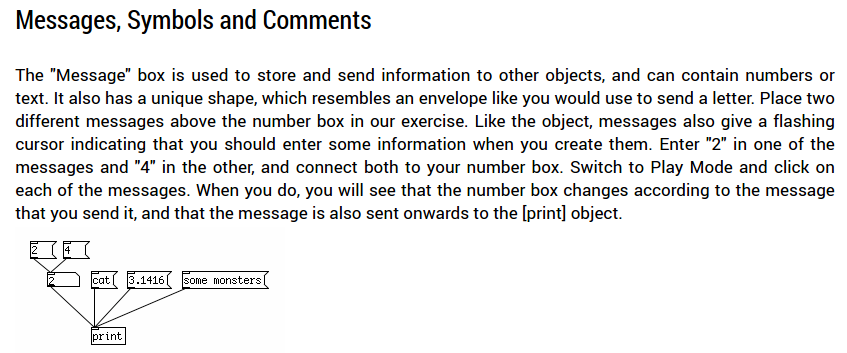 Messages, Symbols and Comments
The "Message" box is used to store and send information to other objects, and can contain numbers or
text. It also has a unique shape, which resembles an envelope like you would use to send a letter. Place two
different messages above the number box in our exercise. Like the object, messages also give a flashing
cursor indicating that you should enter some information when you create them. Enter "2" in one of the
messages and "4" in the other, and connect both to your number box. Switch to Play Mode and click on
each of the messages. When you do, you will see that the number box changes according to the message
that you send it, and that the message is also sent onwards to the [print] object.
2 4
2 cat 3.1416 some monsters
print